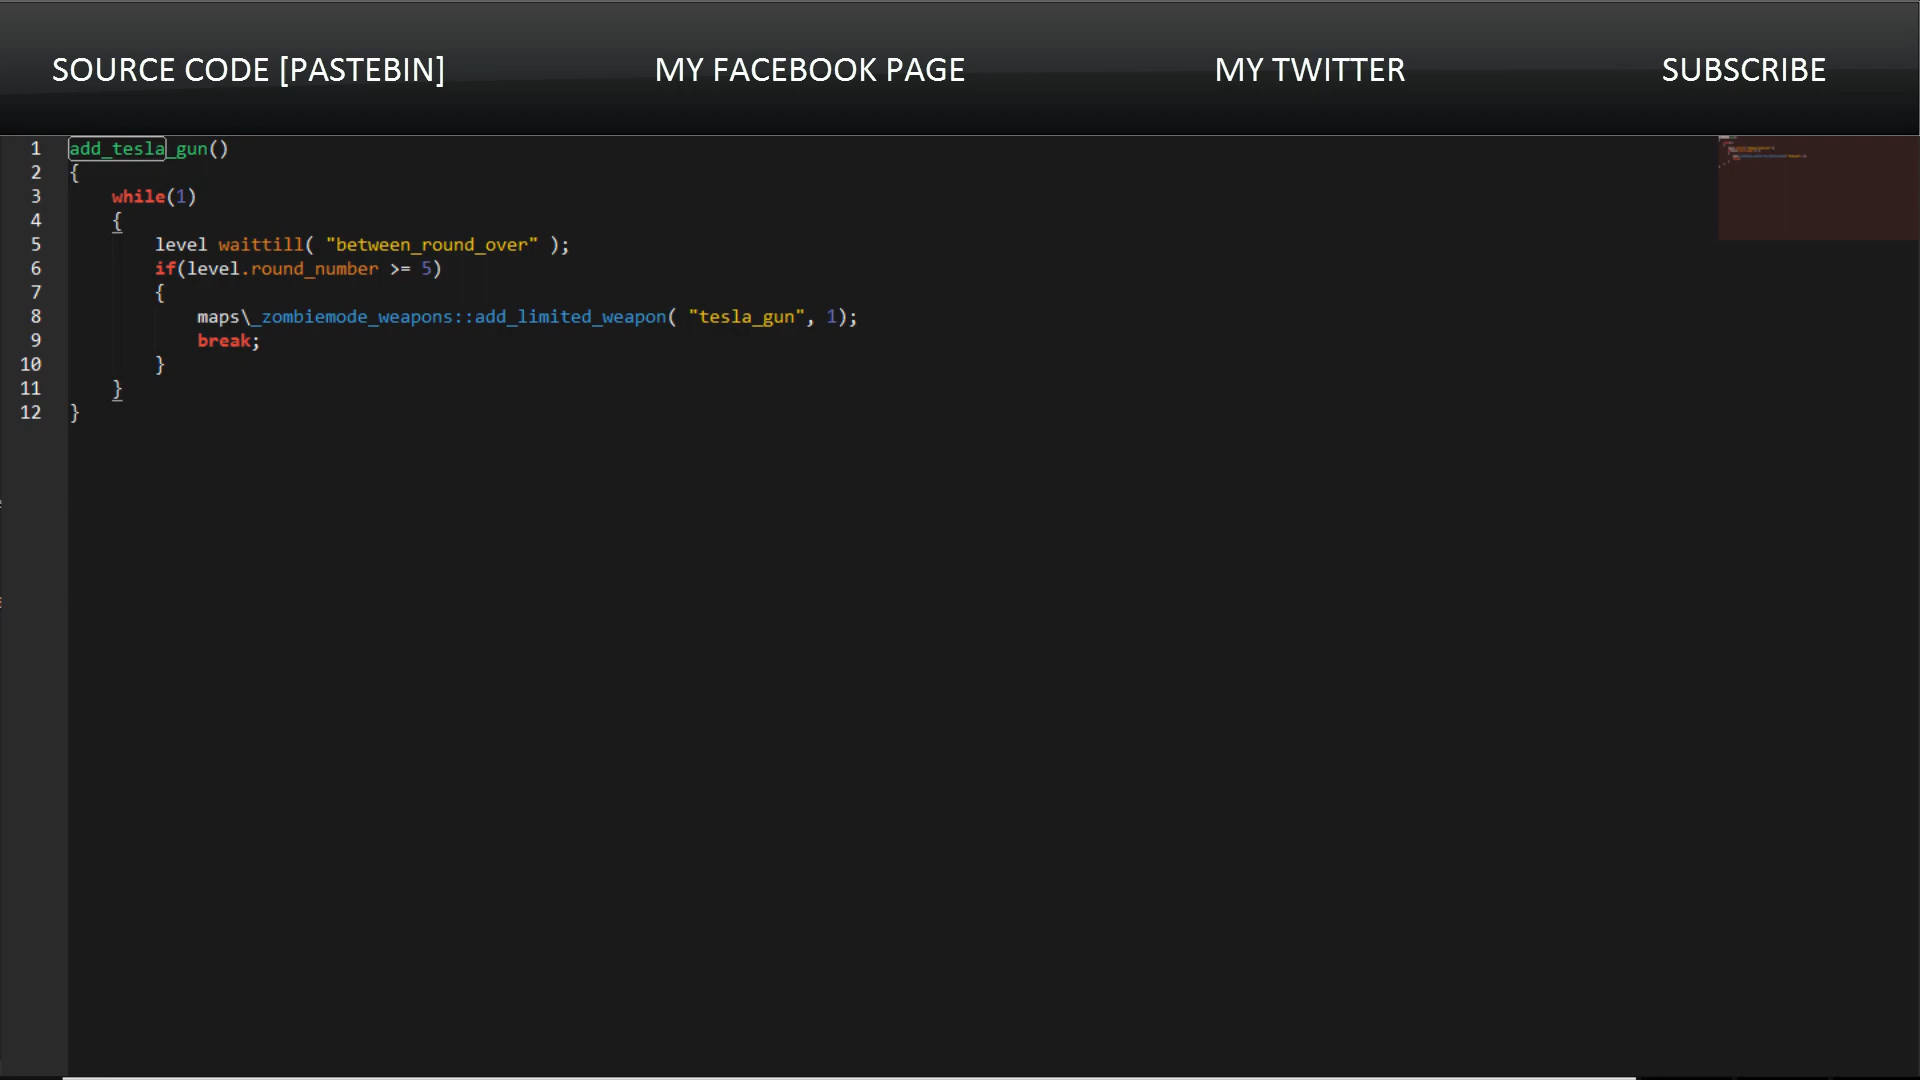 SOURCE CODE [PASTEBIN] MY FACEBOOK PAGE MY TWITTER SUBSCRIBE
1 add_tesla_gun()
2 {
3     while(1)
4     {
5         level waittill( "between_round_over" );
6         if(level.round_number >= 5)
7         {
8             maps\_zombiemode_weapons::add_limited_weapon( "tesla_gun", 1);
9             break;
10         }
11     }
12 }